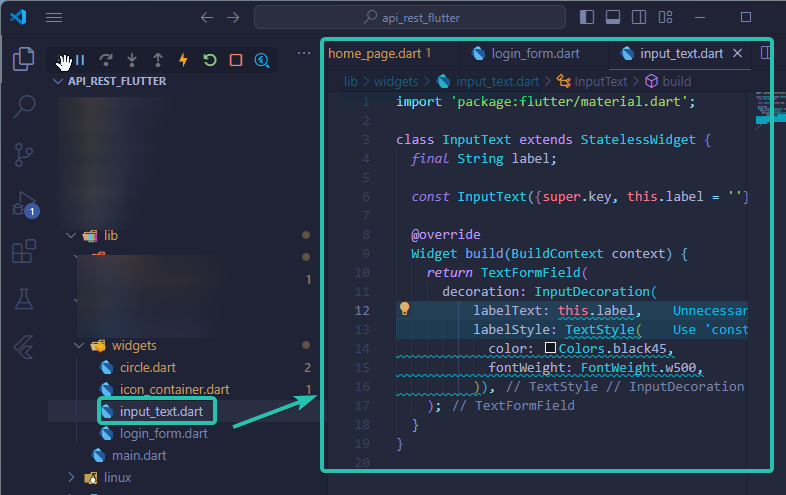 api_rest_flutter
API_REST_FLUTTER
1
lib
1
widgets
circle.dart 2
icon_container.dart 1
input_text.dart
login_form.dart
main.dart
linux
home_page.dart 1 login_form.dart input_text.dart
lib > widgets > input_text.dart > InputText > build
1 import 'package:flutter/material.dart';
2
3 class InputText extends StatelessWidget {
4 final String label;
5
6 const InputText({super.key, this.label = ''}
7
8 @override
9 Widget build(BuildContext context) {
10 return TextFormField(
11 decoration: InputDecoration(
12 labelText: this.label, Unnecessar
13 labelStyle: TextStyle( Use 'const
14 color: Colors.black45,
15 fontWeight: FontWeight.w500,
16 )), // TextStyle // InputDecoration
17 ); // TextFormField
18 }
19 }
20